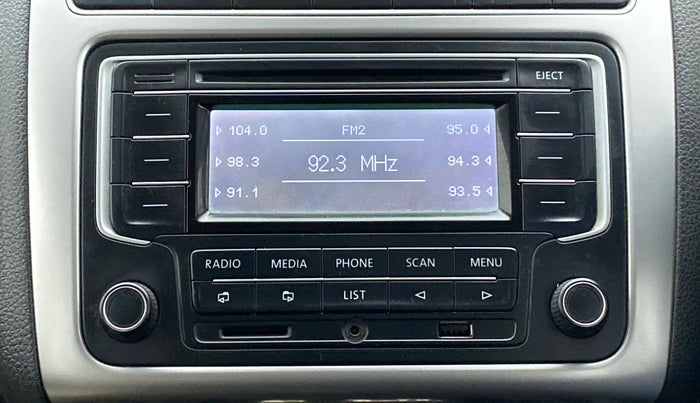 EJECT
104.0 FM2 95.0
98.3 92.3 MHz 94.3
91.1 93.5
RADIO MEDIA PHONE SCAN MENU
LIST